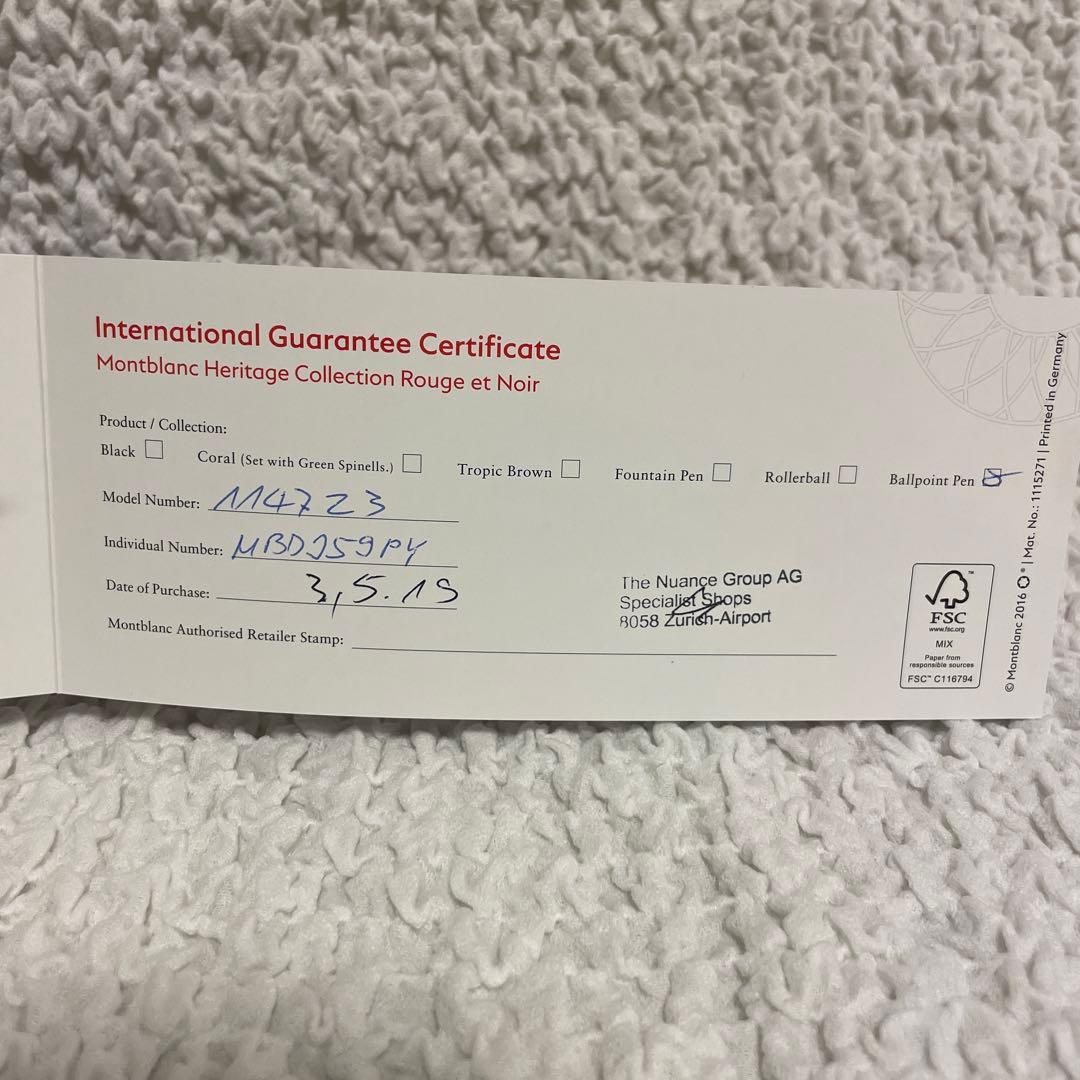 International Guarantee Certificate
Montblanc Heritage Collection Rouge et Noir
Product / Collection:
Black Coral (Set with Green Spinells.) Tropic Brown Fountain Pen Rollerball Ballpoint Pen
Model Number: 114723
Individual Number: MBDJ59PY
Date of Purchase: 3,5.19
Montblanc Authorised Retailer Stamp:
The Nuance Group AG
Specialist Shops
8058 Zürich-Airport
FSC™
www.fsc.org
MIX
Paper from
responsible sources
FSC™ C116794
© Montblanc 2016 ® | Mat. No.: 1115271 | Printed in Germany